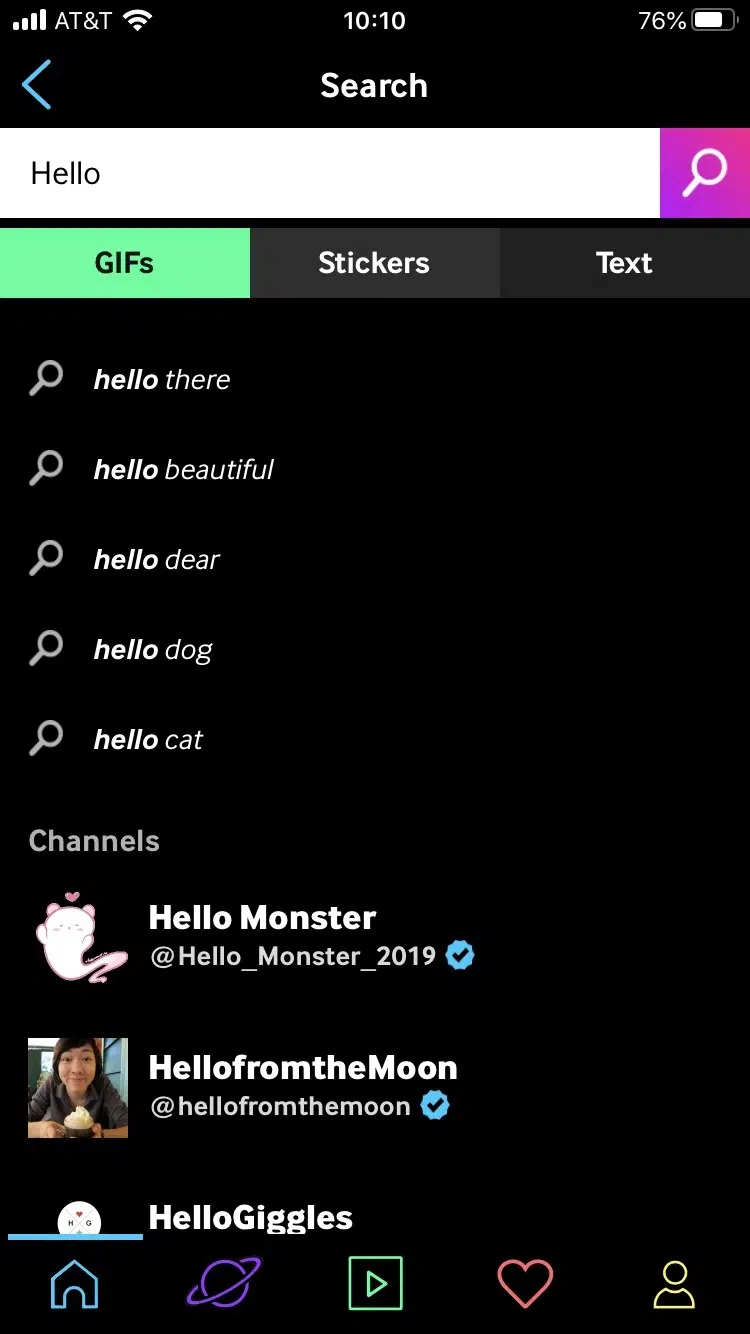 AT&T 10:10 76%
Search
Hello
GIFs Stickers Text
hello there
hello beautiful
hello dear
hello dog
hello cat
Channels
Hello Monster
@Hello_Monster_2019
HellofromtheMoon
@hellofromthemoon
HelloGiggles
H G